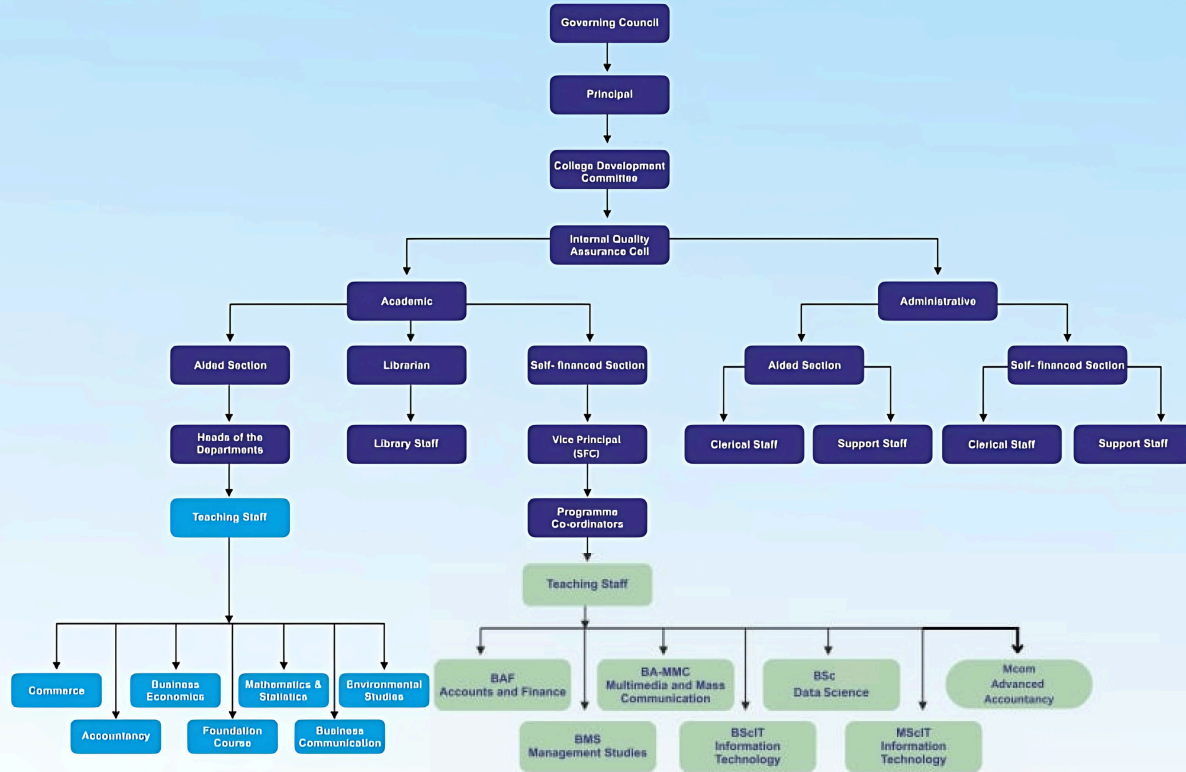 Governing Council
Principal
College Development
Committee
Internal Quality
Assurance Cell
Academic
Administrative
Aided Section
Librarian
Self- financed Section
Aided Section
Self- financed Section
Heads of the
Departments
Library Staff
Vice Principal
(SFC)
Clerical Staff
Support Staff
Clerical Staff
Support Staff
Teaching Staff
Programme
Co-ordinators
Teaching Staff
Commerce
Business
Economics
Mathematics &
Statistics
Environmental
Studies
Accountancy
Foundation
Course
Business
Communication
BAF
Accounts and Finance
BA-MMC
Multimedia and Mass
Communication
BSc
Data Science
Mcom
Advanced
Accountancy
BMS
Management Studies
BScIT
Information
Technology
MScIT
Information
Technology